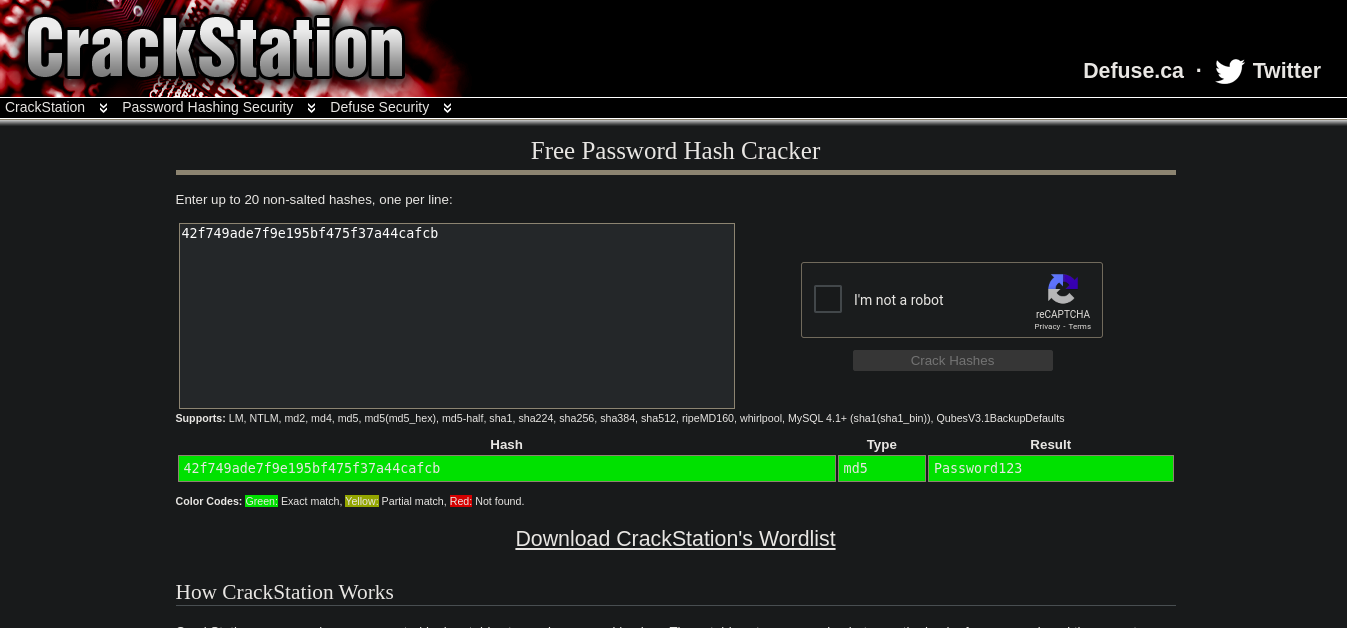 CrackStation
Defuse.ca · Twitter
CrackStation Password Hashing Security Defuse Security
Free Password Hash Cracker
Enter up to 20 non-salted hashes, one per line:
42f749ade7f9e195bf475f37a44cafcb
I'm not a robot
reCAPTCHA
Privacy - Terms
Crack Hashes
Supports: LM, NTLM, md2, md4, md5, md5(md5_hex), md5-half, sha1, sha224, sha256, sha384, sha512, ripeMD160, whirlpool, MySQL 4.1+ (sha1(sha1_bin)), QubesV3.1BackupDefaults
Hash Type Result
42f749ade7f9e195bf475f37a44cafcb md5 Password123
Color Codes: Green: Exact match, Yellow: Partial match, Red: Not found.
Download CrackStation's Wordlist
How CrackStation Works